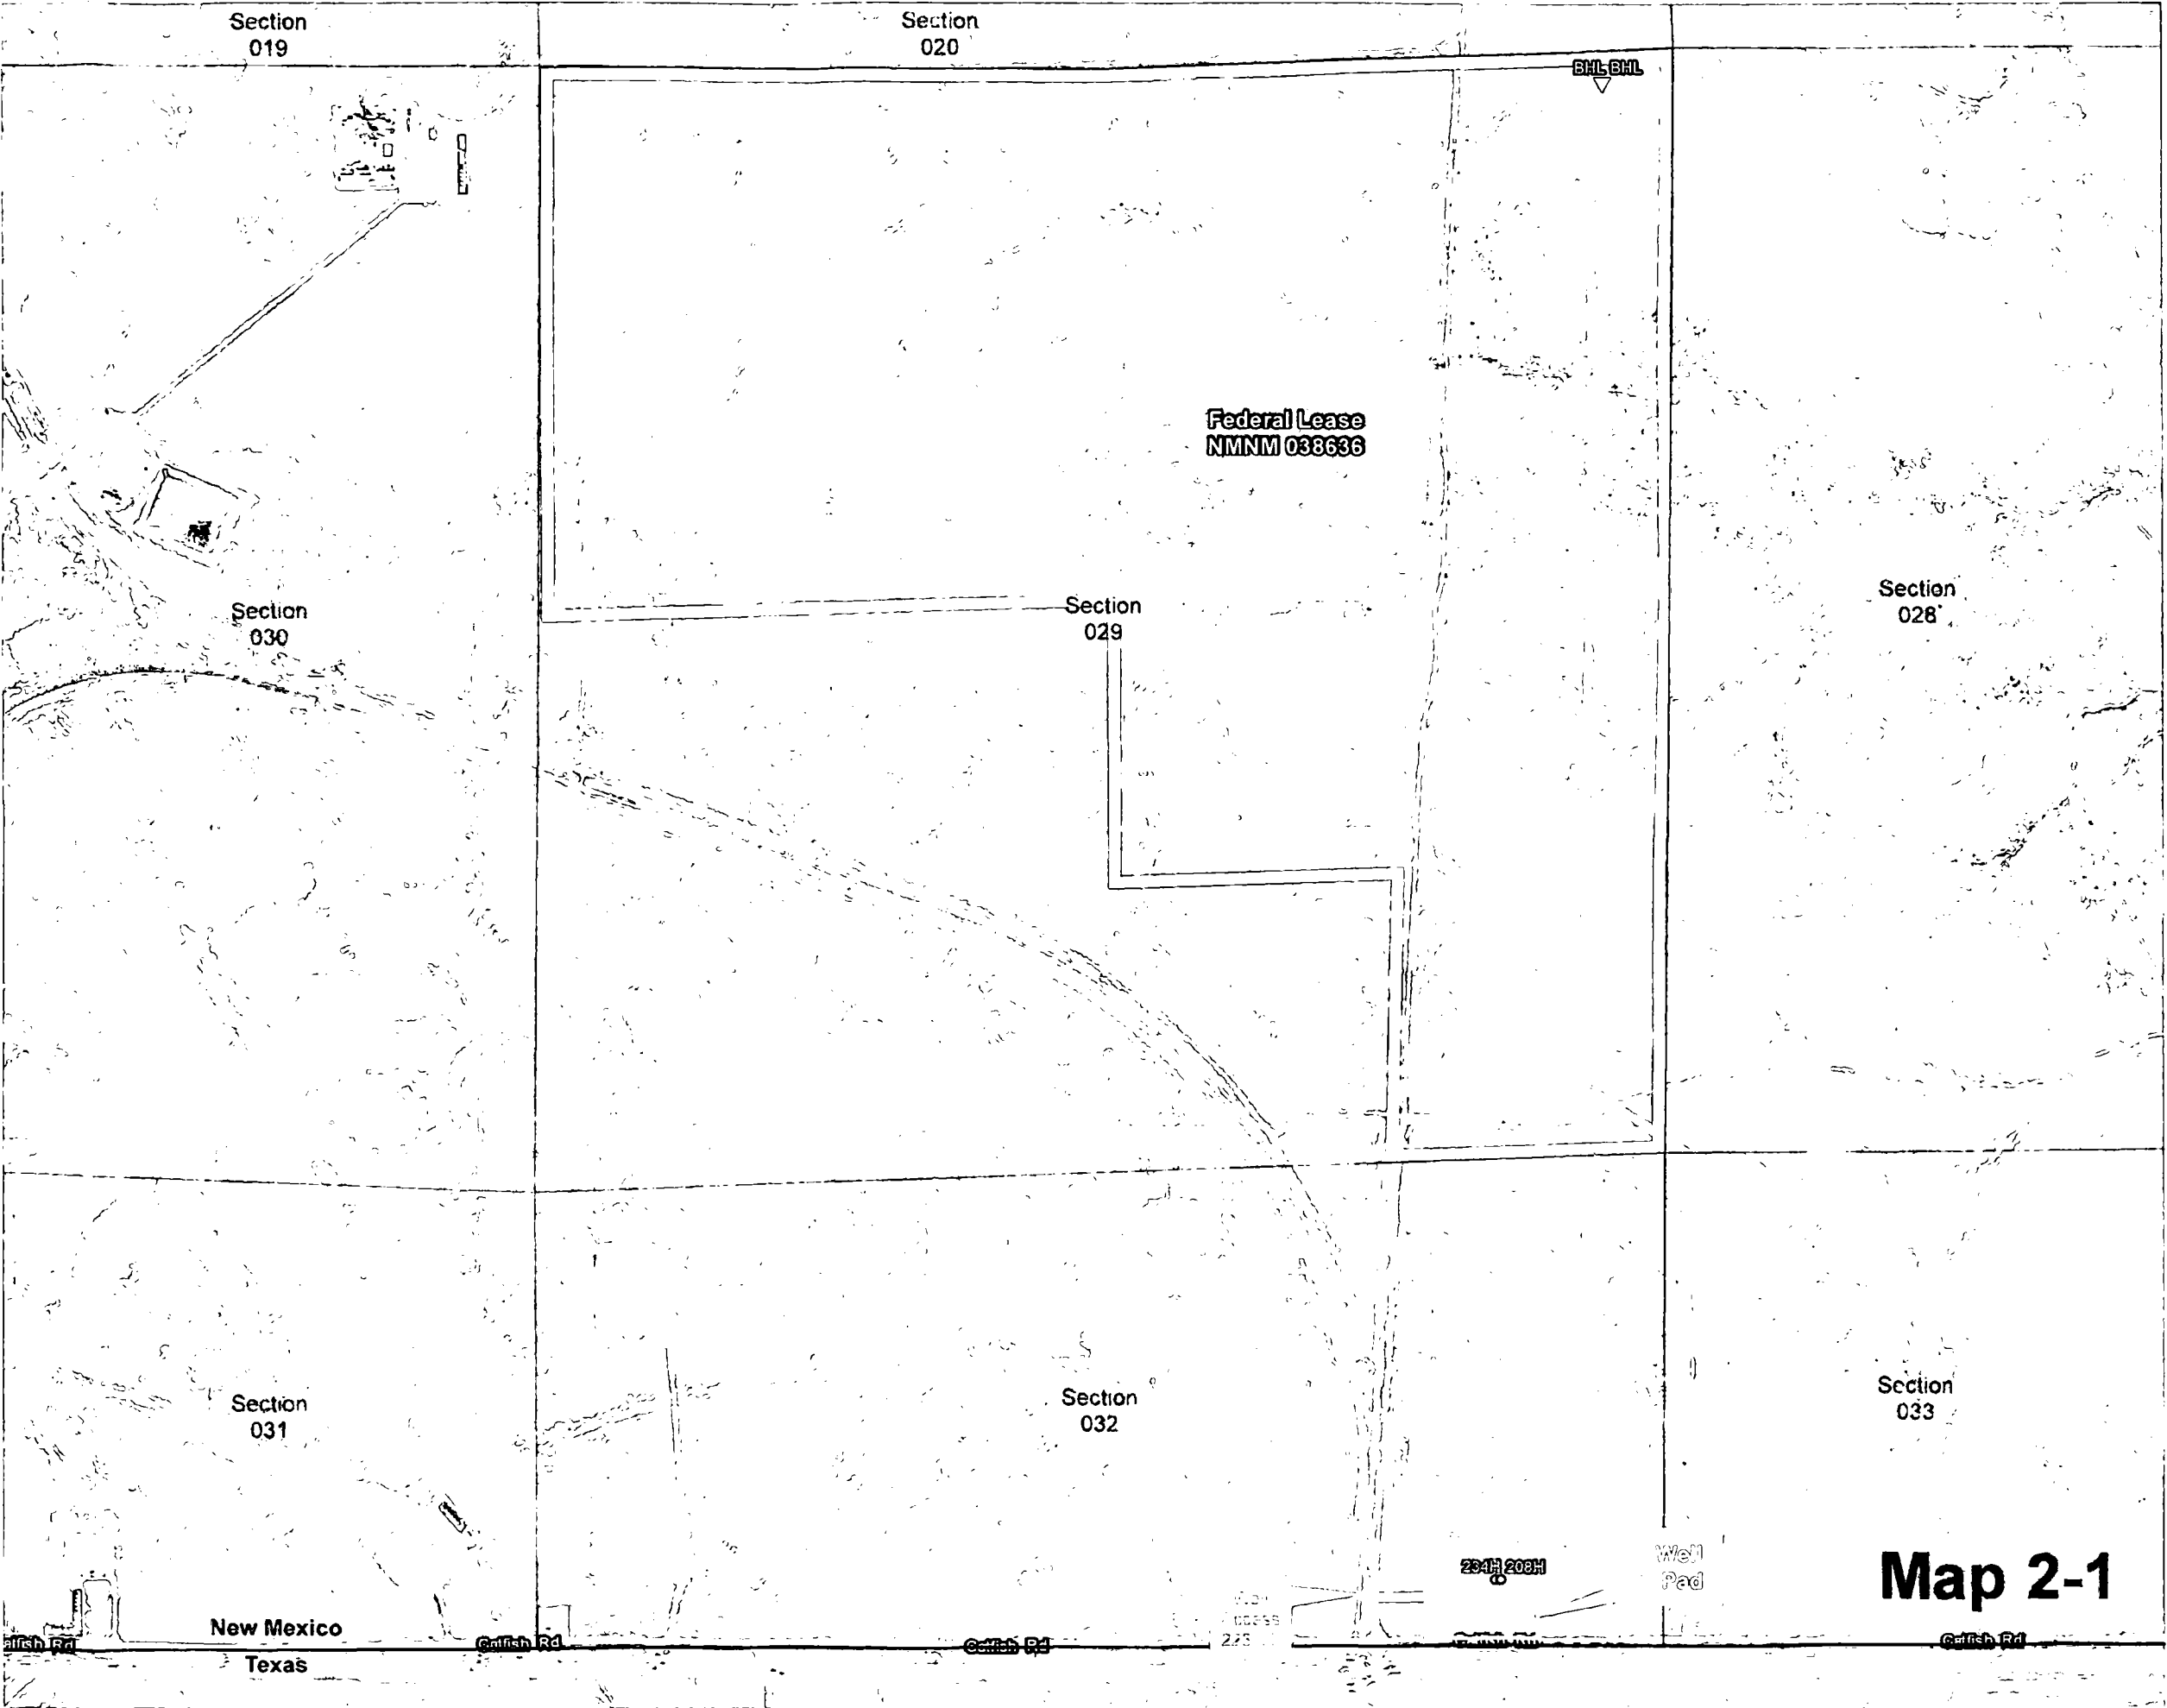 Section
019
Section
020
BHL BHL
Federal Lease
NMNM 038636
Section
030
Section
029
Section
028
Section
031
Section
032
Section
033
234H 208H
Well
Pad
Map 2-1
223
New Mexico
Catfish Rd
Catfish Rd
Catfish Rd
Texas